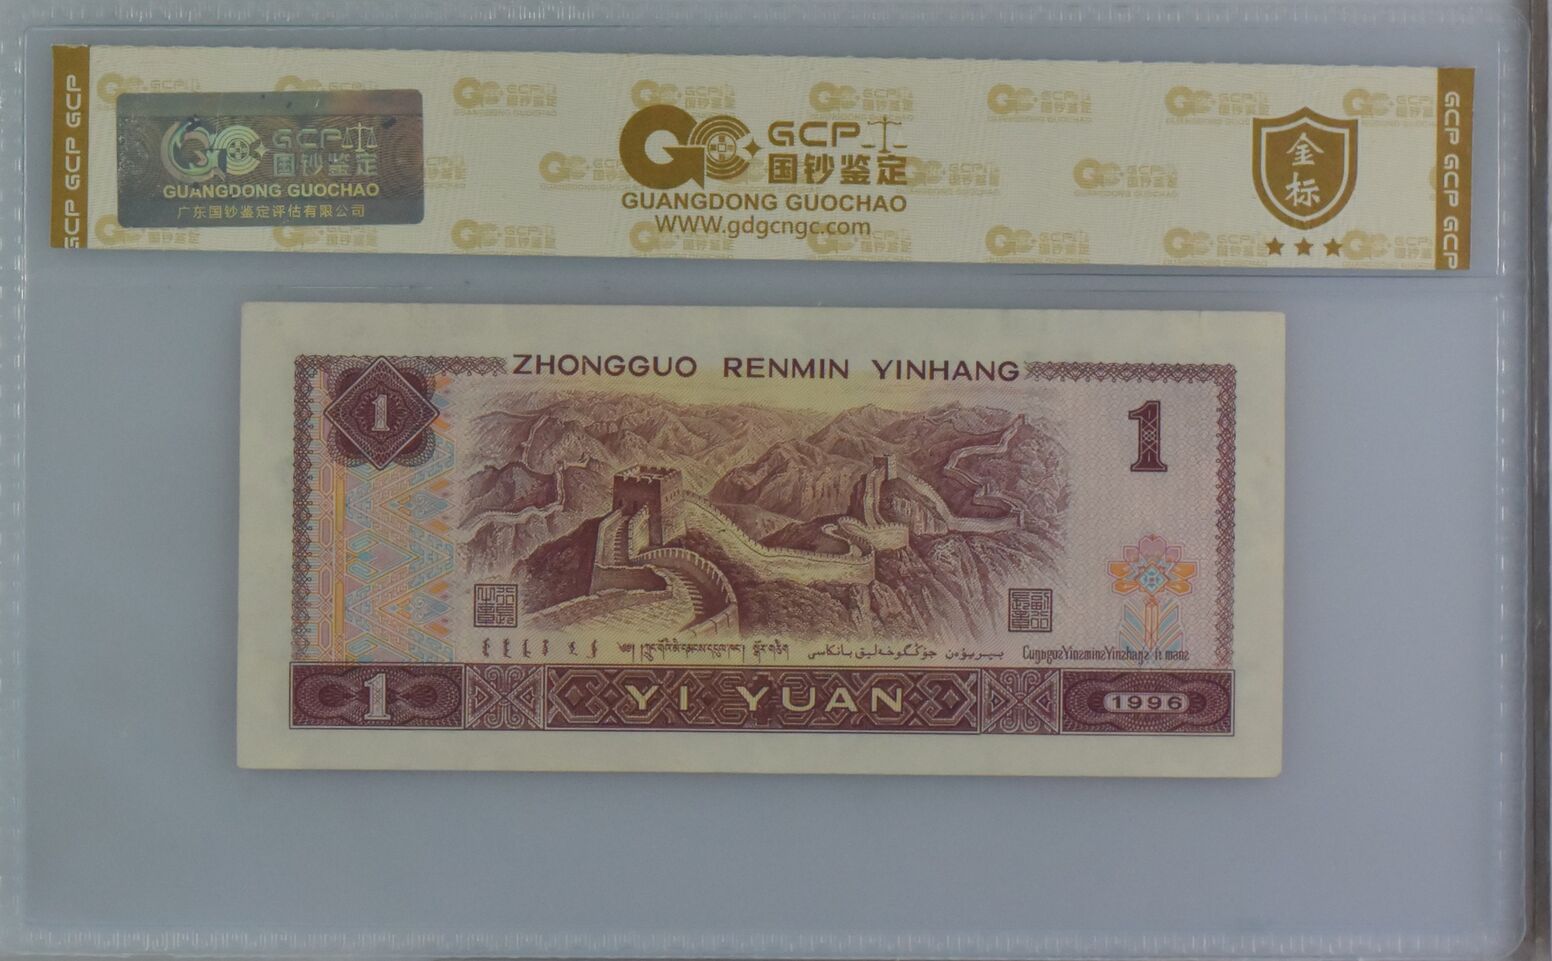 GCP GCP GCP
GCP
国钞鉴定
GUANGDONG GUOCHAO
广东国钞鉴定评估有限公司
GCP
国钞鉴定
GUANGDONG GUOCHAO
WWW.gdgcngc.com
金
标
GCP GCP GCP
ZHONGGUO RENMIN YINHANG
1
1
1
YI YUAN
1996